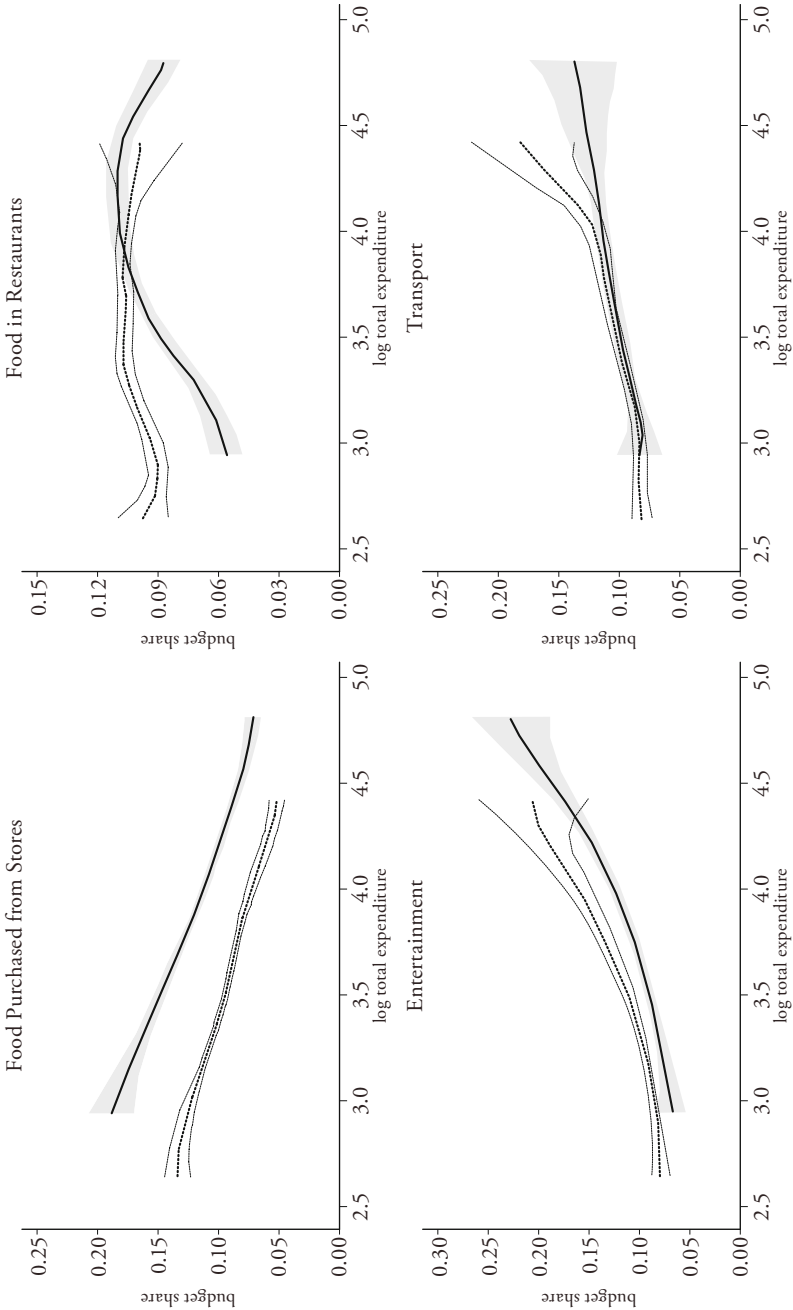 Food Purchased from Stores
budget share
0.25
0.20
0.15
0.10
0.05
0.00
2.5 3.0 3.5 4.0 4.5 5.0
log total expenditure
Food in Restaurants
budget share
0.15
0.12
0.09
0.06
0.03
0.00
2.5 3.0 3.5 4.0 4.5 5.0
log total expenditure
Entertainment
budget share
0.30
0.25
0.20
0.15
0.10
0.05
0.00
2.5 3.0 3.5 4.0 4.5 5.0
log total expenditure
Transport
budget share
0.25
0.20
0.15
0.10
0.05
0.00
2.5 3.0 3.5 4.0 4.5 5.0
log total expenditure